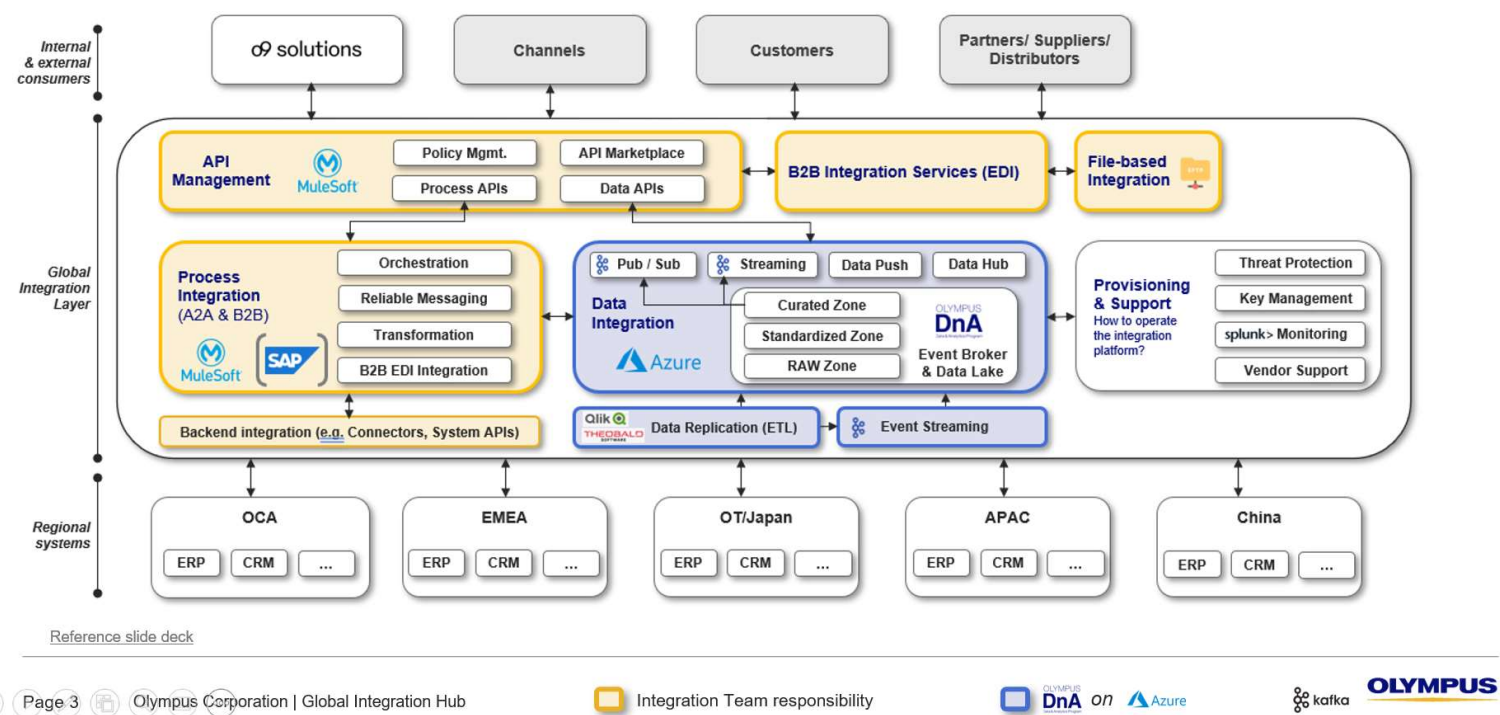 Internal
& external
consumers
o9 solutions
Channels
Customers
Partners/ Suppliers/
Distributors
Global
Integration
Layer
API
Management
MuleSoft
Policy Mgmt.
API Marketplace
Process APIs
Data APIs
B2B Integration Services (EDI)
File-based
Integration
Process
Integration
(A2A & B2B)
MuleSoft
SAP
Orchestration
Reliable Messaging
Transformation
B2B EDI Integration
Pub / Sub
Streaming
Data Push
Data Hub
Data
Integration
Azure
Curated Zone
Standardized Zone
RAW Zone
OLYMPUS
DnA
Event Broker
& Data Lake
Provisioning
& Support
How to operate
the integration
platform?
Threat Protection
Key Management
splunk> Monitoring
Vendor Support
Backend integration (e.g. Connectors, System APIs)
Qlik
THEOBALD
SOFTWARE
Data Replication (ETL)
Event Streaming
Regional
systems
OCA
ERP
CRM
...
EMEA
ERP
CRM
...
OT/Japan
ERP
CRM
...
APAC
ERP
CRM
...
China
ERP
CRM
...
Reference slide deck
Page 3
Olympus Corporation | Global Integration Hub
Integration Team responsibility
OLYMPUS
DnA
on
Azure
kafka
OLYMPUS